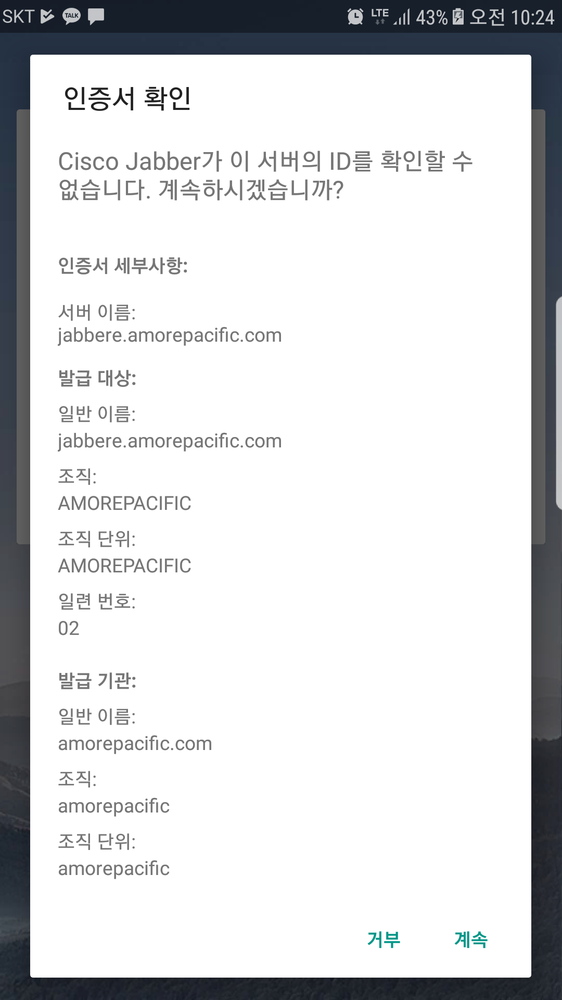 SKT TALK LTE 43% 오전 10:24
인증서 확인
Cisco Jabber가 이 서버의 ID를 확인할 수
없습니다. 계속하시겠습니까?
인증서 세부사항:
서버 이름:
jabbere.amorepacific.com
발급 대상:
일반 이름:
jabbere.amorepacific.com
조직:
AMOREPACIFIC
조직 단위:
AMOREPACIFIC
일련 번호:
02
발급 기관:
일반 이름:
amorepacific.com
조직:
amorepacific
조직 단위:
amorepacific
거부 계속